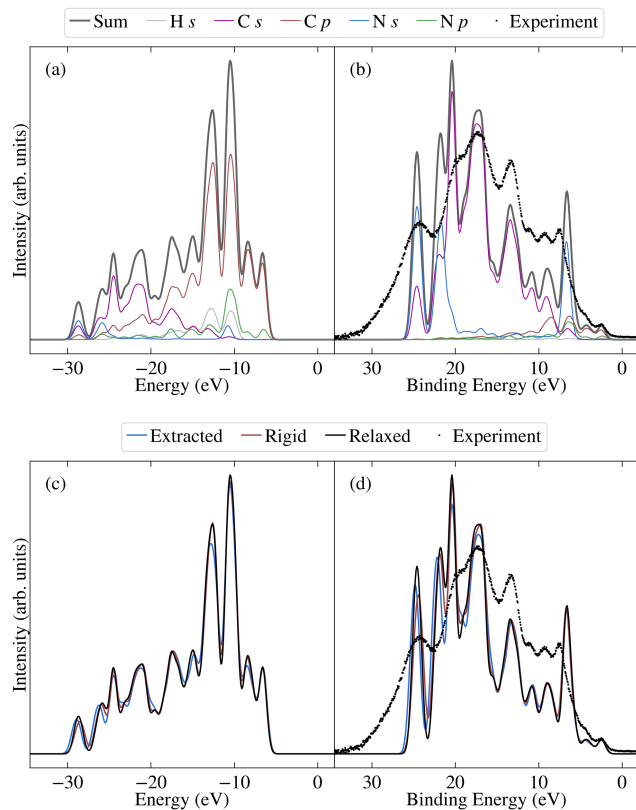 Sum H s C s C p N s N p Experiment
(a) (b)
Intensity (arb. units)
−30 −20 −10 0 30 20 10 0
Energy (eV) Binding Energy (eV)
Extracted Rigid Relaxed Experiment
(c) (d)
Intensity (arb. units)
−30 −20 −10 0 30 20 10 0
Energy (eV) Binding Energy (eV)